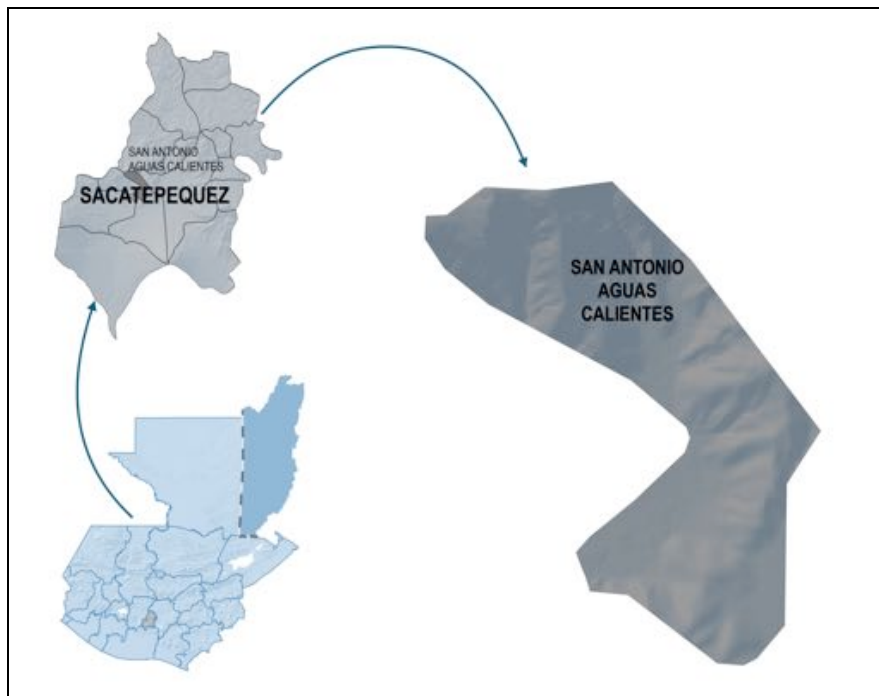 SAN ANTONIO
AGUAS CALIENTES
SACATEPEQUEZ
SAN ANTONIO
AGUAS
CALIENTES